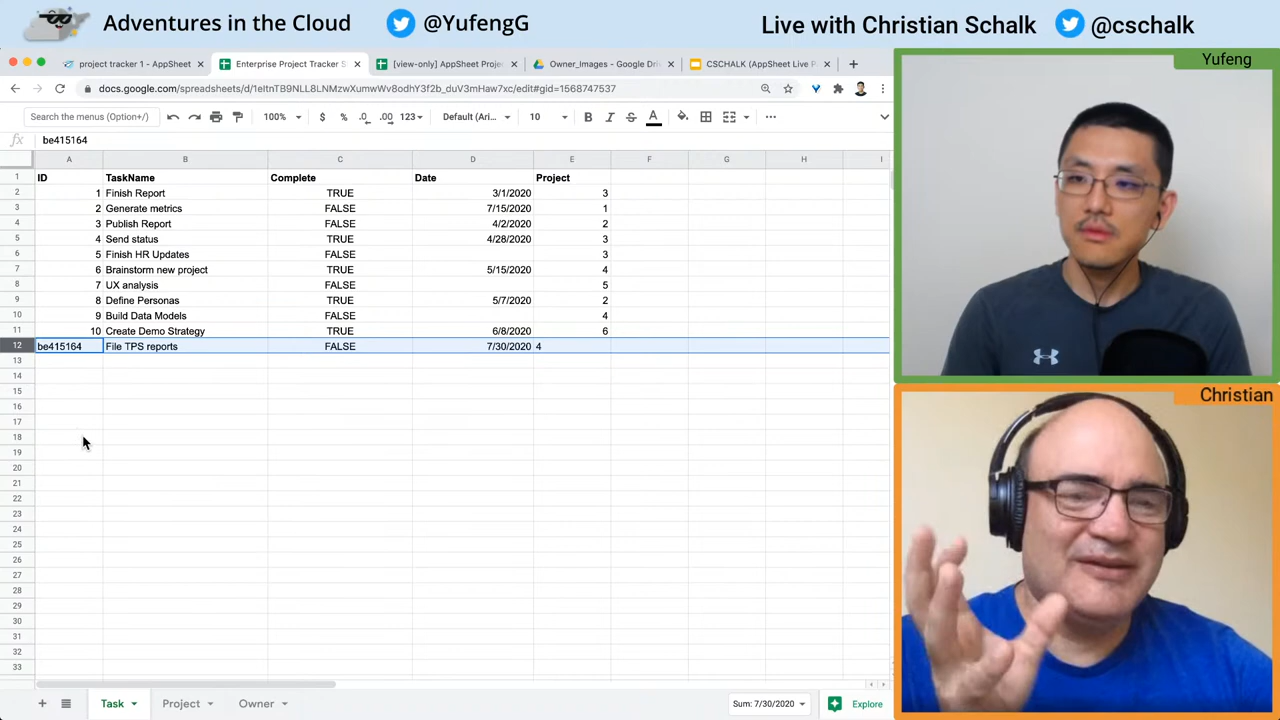 Adventures in the Cloud @YufengG Live with Christian Schalk @cschalk
project tracker 1 - AppSheet × Enterprise Project Tracker S × [view-only] AppSheet Proje × Owner_Images - Google Dri × CSCHALK (AppSheet Live P ×
docs.google.com/spreadsheets/d/1eItnTB9NLL8LNMzwXumwWv8odhY3f2b_duV3mHaw7xc/edit#gid=1568747537
Search the menus (Option+/) 100% $ % .0 .00 123 Default (Ari... 10 B I S A
fx be415164
A B C D E F G H I
1 ID TaskName Complete Date Project
2 1 Finish Report TRUE 3/1/2020 3
3 2 Generate metrics FALSE 7/15/2020 1
4 3 Publish Report FALSE 4/2/2020 2
5 4 Send status TRUE 4/28/2020 3
6 5 Finish HR Updates FALSE 3
7 6 Brainstorm new project TRUE 5/15/2020 4
8 7 UX analysis FALSE 5
9 8 Define Personas TRUE 5/7/2020 2
10 9 Build Data Models FALSE 4
11 10 Create Demo Strategy TRUE 6/8/2020 6
12 be415164 File TPS reports FALSE 7/30/2020 4
13
14
15
16
17
18
19
20
21
22
23
24
25
26
27
28
29
30
31
32
33
Task Project Owner Sum: 7/30/2020 Explore
Yufeng
Christian